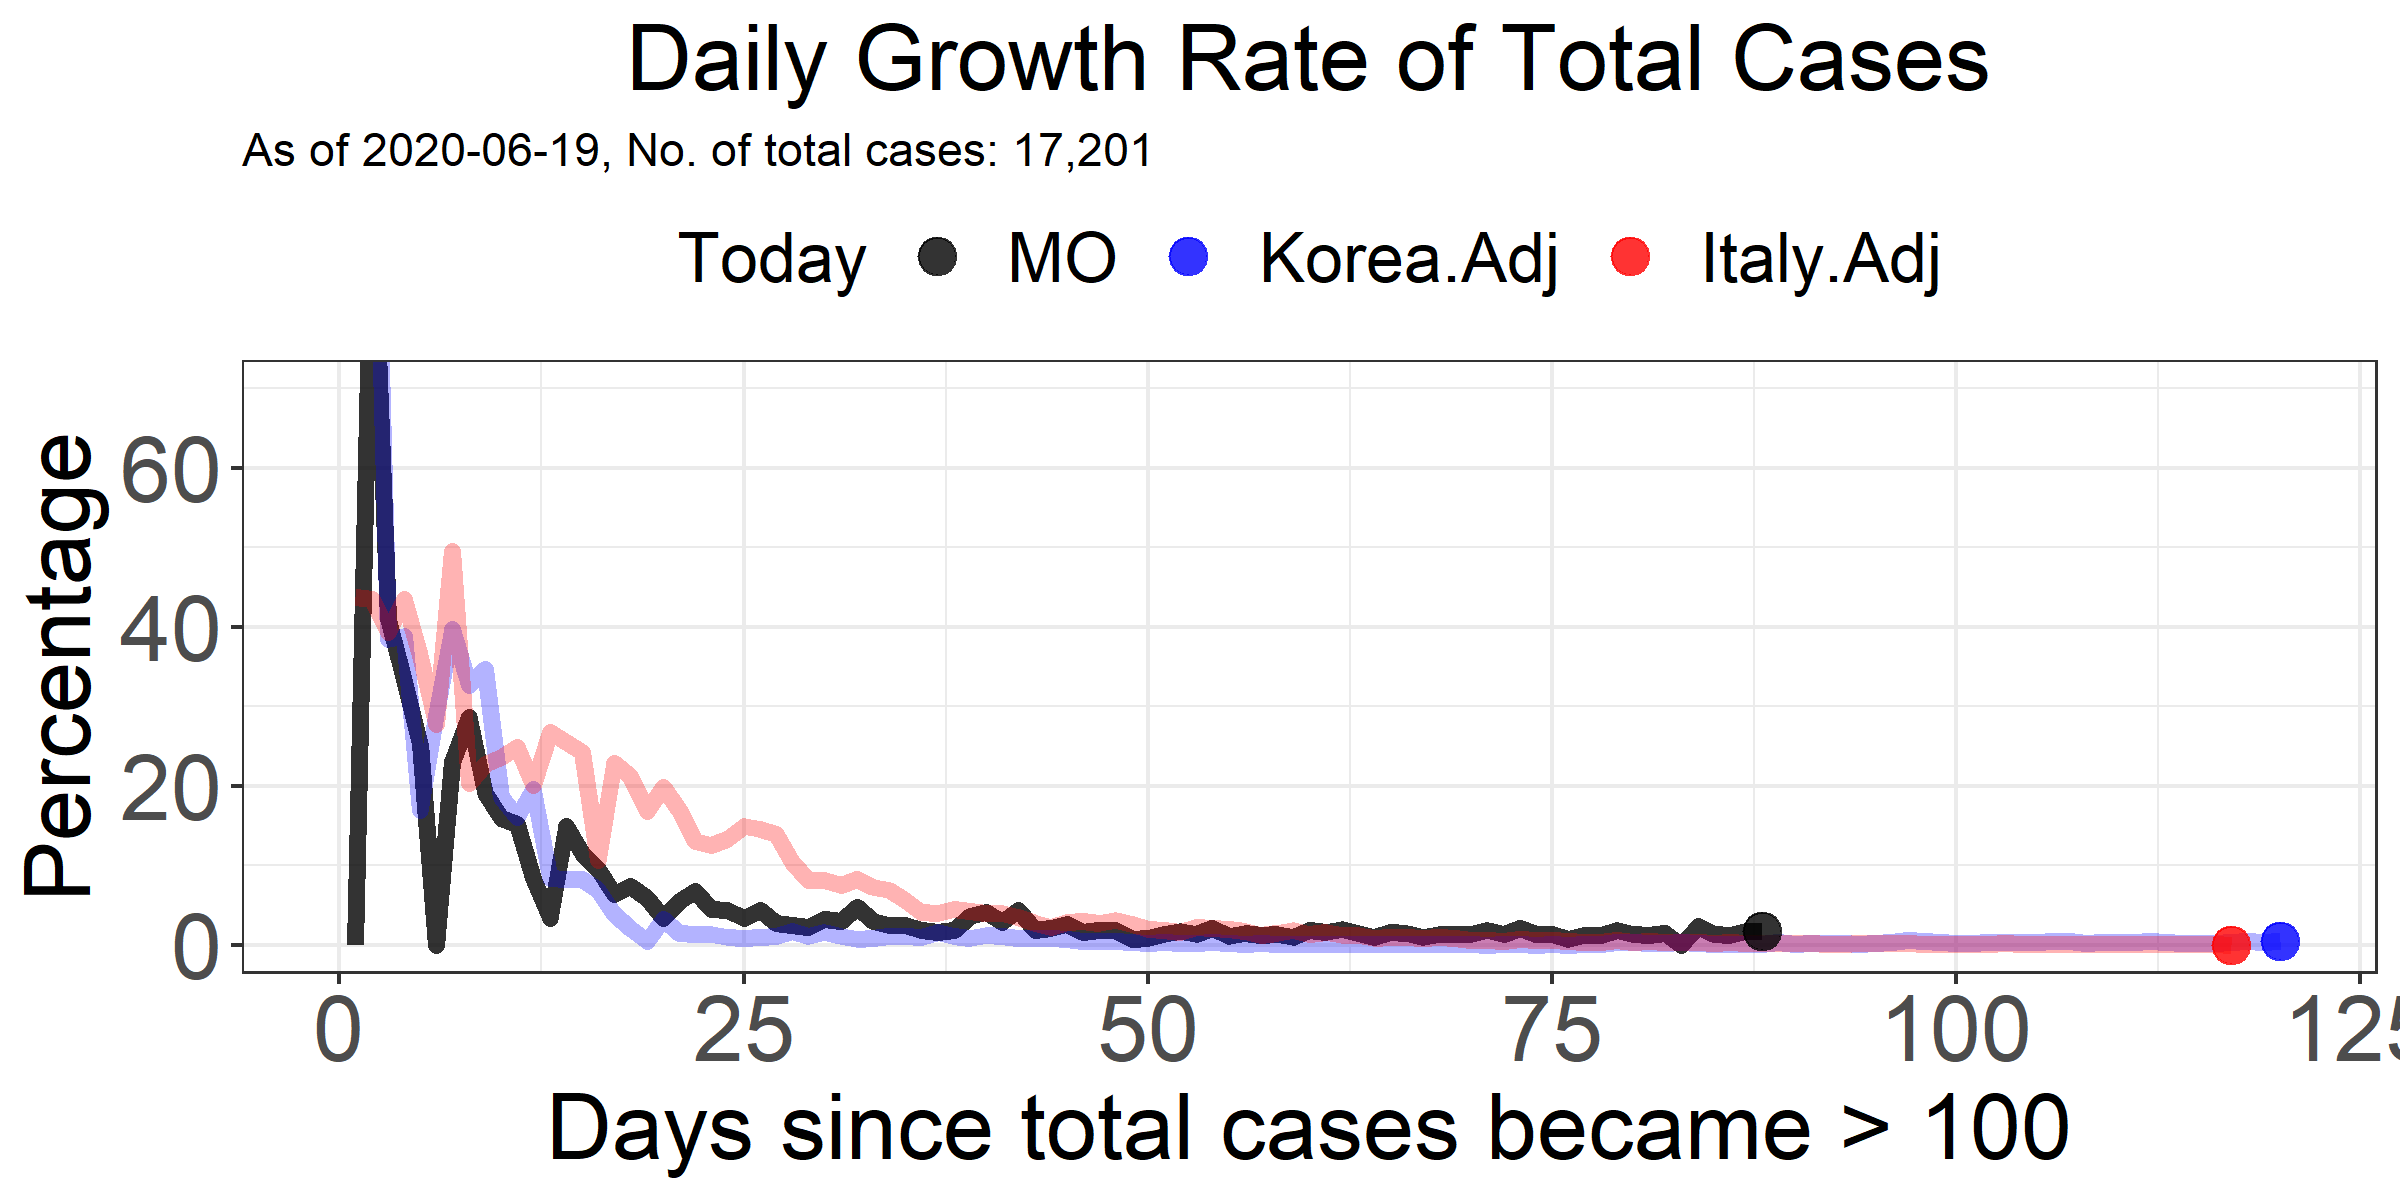 Daily Growth Rate of Total Cases
As of 2020-06-19, No. of total cases: 17,201
Today MO Korea.Adj Italy.Adj
Percentage
60
40
20
0
0 25 50 75 100 125
Days since total cases became > 100